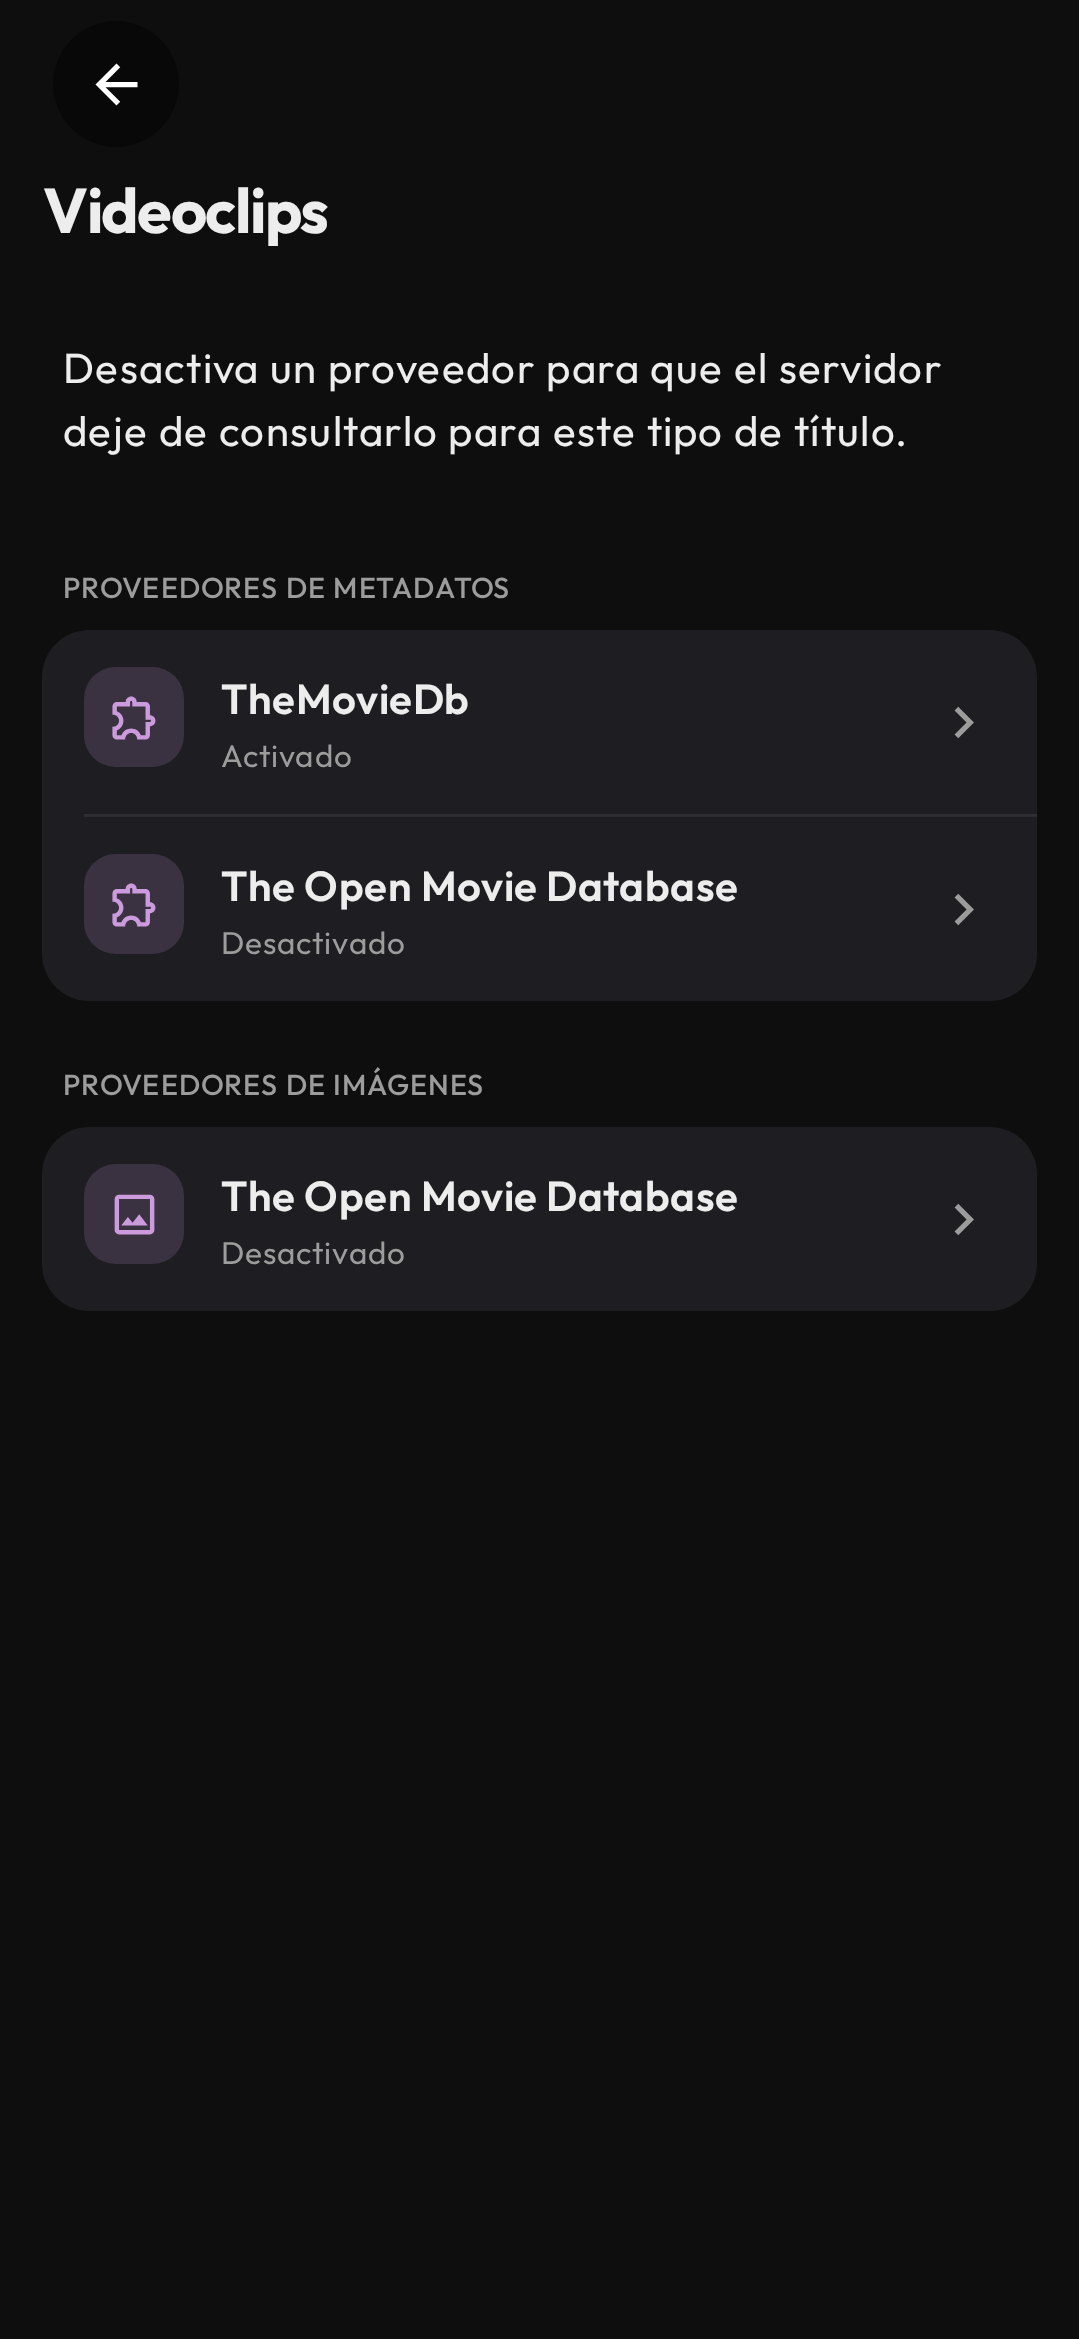 Videoclips
Desactiva un proveedor para que el servidor
deje de consultarlo para este tipo de título.
PROVEEDORES DE METADATOS
TheMovieDb
Activado
The Open Movie Database
Desactivado
PROVEEDORES DE IMÁGENES
The Open Movie Database
Desactivado